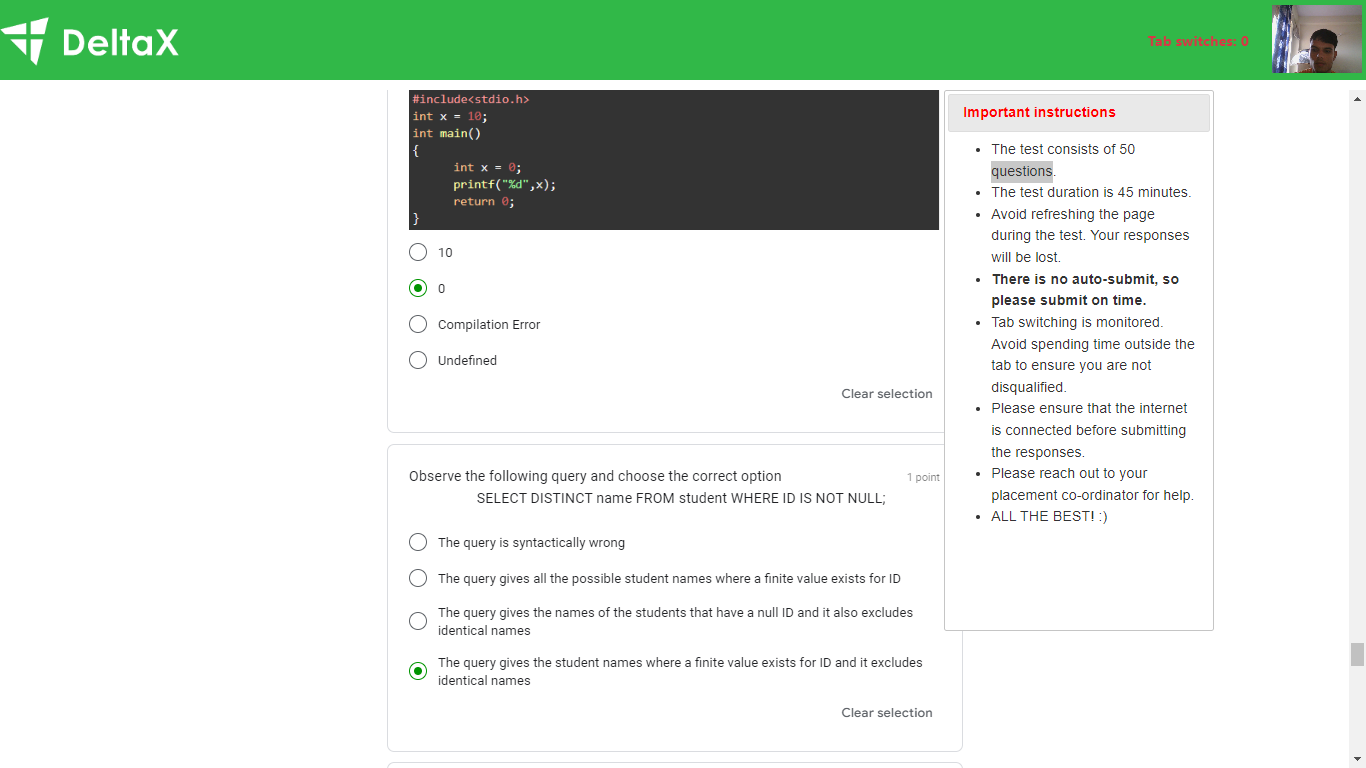 DeltaX
Tab switches: 0
#include<stdio.h>
int x = 10;
int main()
{
int x = 0;
printf("%d",x);
return 0;
}
10
0
Compilation Error
Undefined
Clear selection
Observe the following query and choose the correct option
1 point
SELECT DISTINCT name FROM student WHERE ID IS NOT NULL;
The query is syntactically wrong
The query gives all the possible student names where a finite value exists for ID
The query gives the names of the students that have a null ID and it also excludes
identical names
The query gives the student names where a finite value exists for ID and it excludes
identical names
Clear selection
Important instructions
• The test consists of 50
questions.
• The test duration is 45 minutes.
• Avoid refreshing the page
during the test. Your responses
will be lost.
• There is no auto-submit, so
please submit on time.
• Tab switching is monitored.
Avoid spending time outside the
tab to ensure you are not
disqualified.
• Please ensure that the internet
is connected before submitting
the responses.
• Please reach out to your
placement co-ordinator for help.
• ALL THE BEST! :)